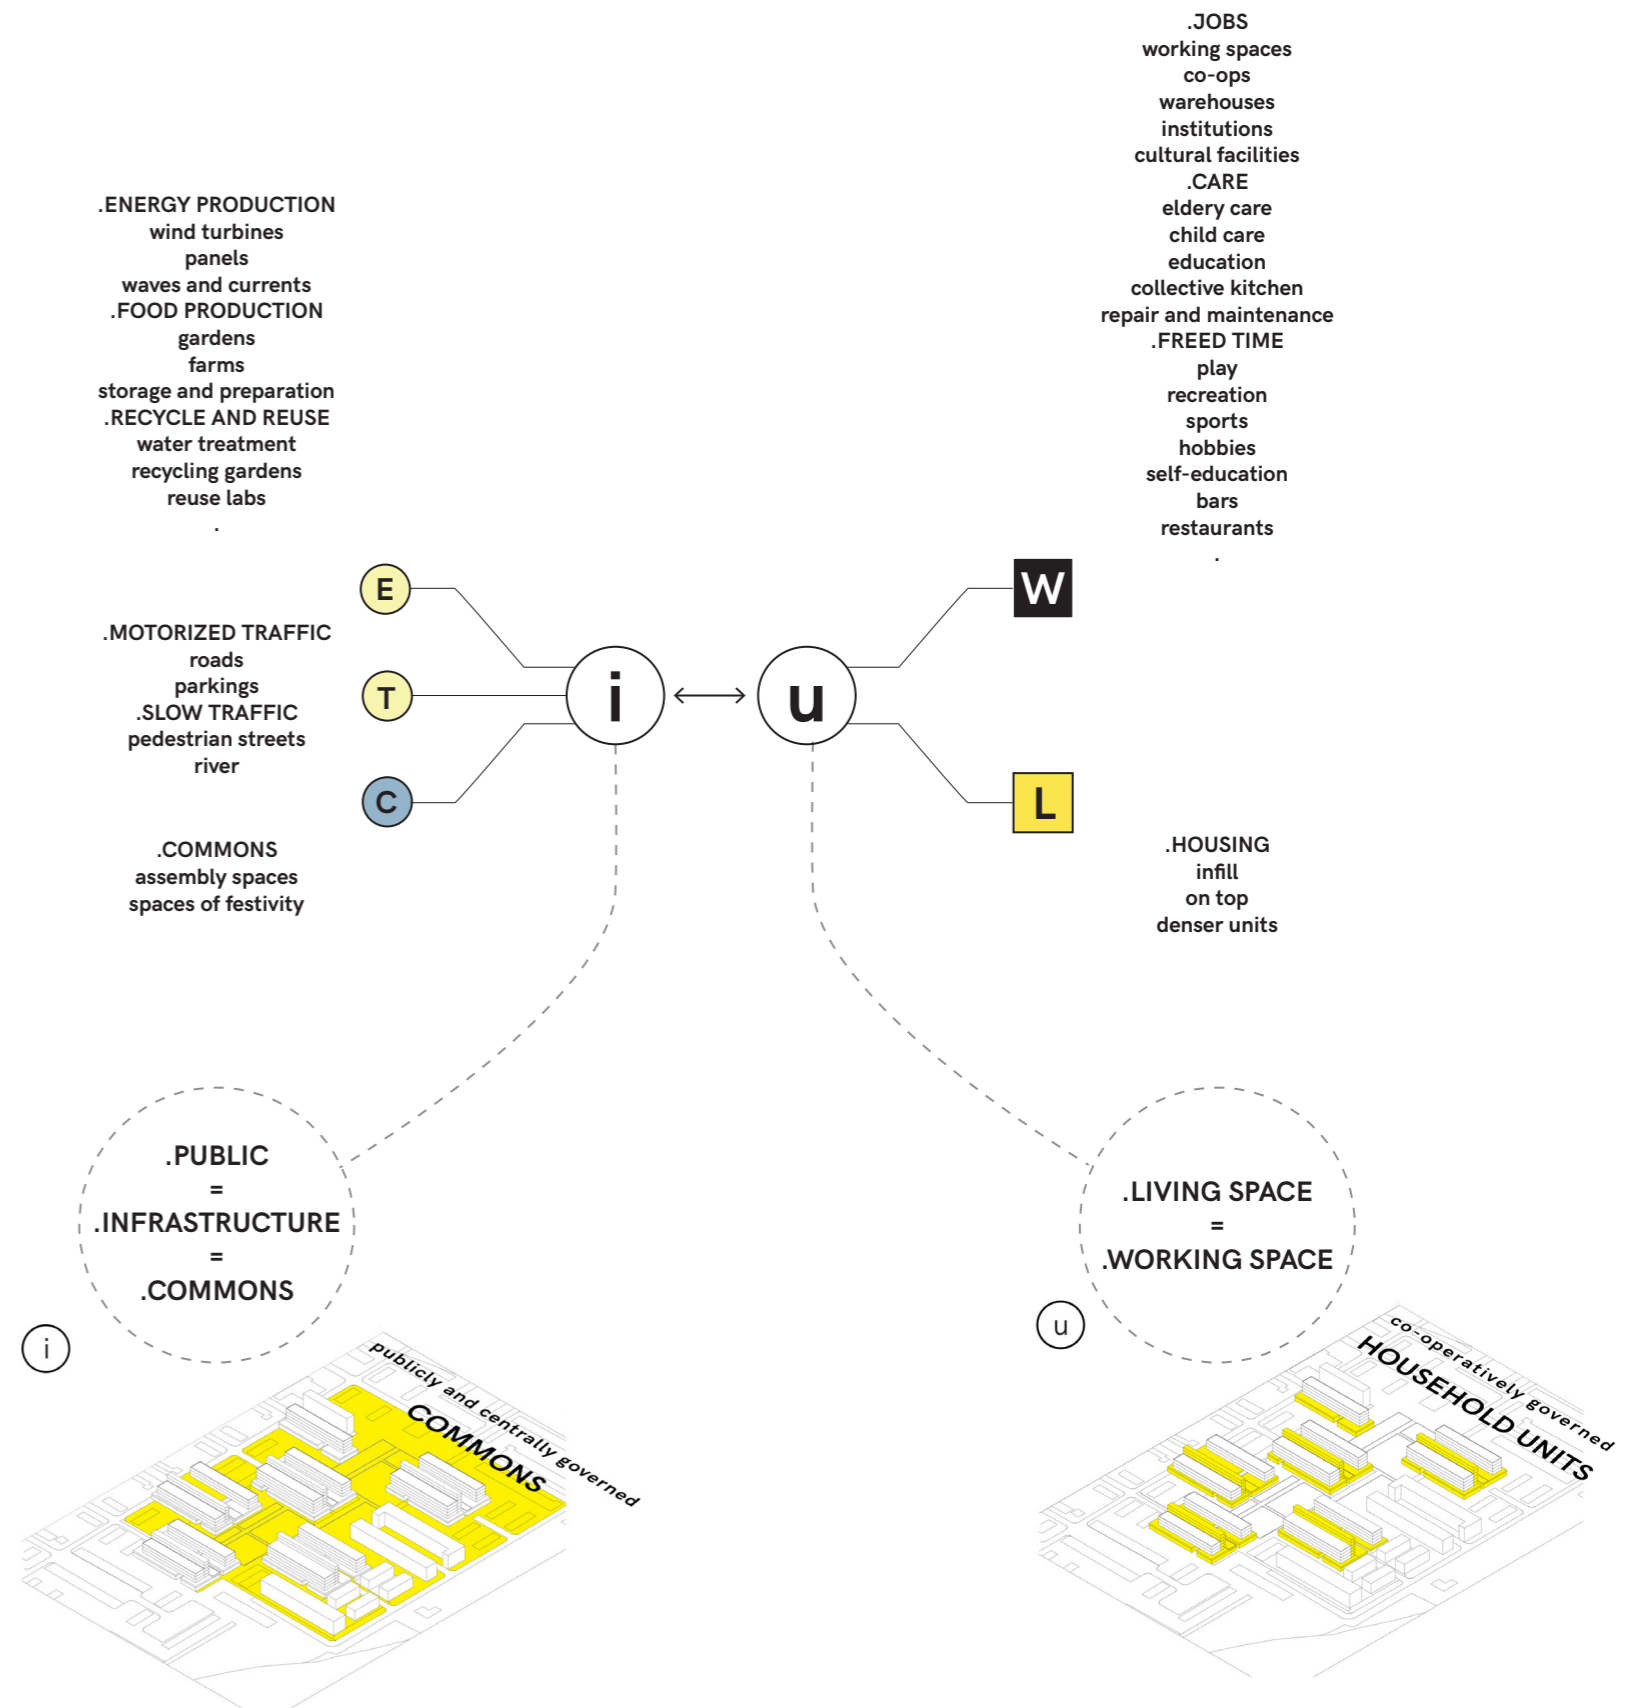 .ENERGY PRODUCTION
wind turbines
panels
waves and currents
.FOOD PRODUCTION
gardens
farms
storage and preparation
.RECYCLE AND REUSE
water treatment
recycling gardens
reuse labs
.
.MOTORIZED TRAFFIC
roads
parkings
.SLOW TRAFFIC
pedestrian streets
river
.COMMONS
assembly spaces
spaces of festivity
E
T
C
i
u
W
L
.JOBS
working spaces
co-ops
warehouses
institutions
cultural facilities
.CARE
eldery care
child care
education
collective kitchen
repair and maintenance
.FREED TIME
play
recreation
sports
hobbies
self-education
bars
restaurants
.
.HOUSING
infill
on top
denser units
.PUBLIC
=
.INFRASTRUCTURE
=
.COMMONS
i
publicly and centrally governed
COMMONS
.LIVING SPACE
=
.WORKING SPACE
u
co-operatively governed
HOUSEHOLD UNITS